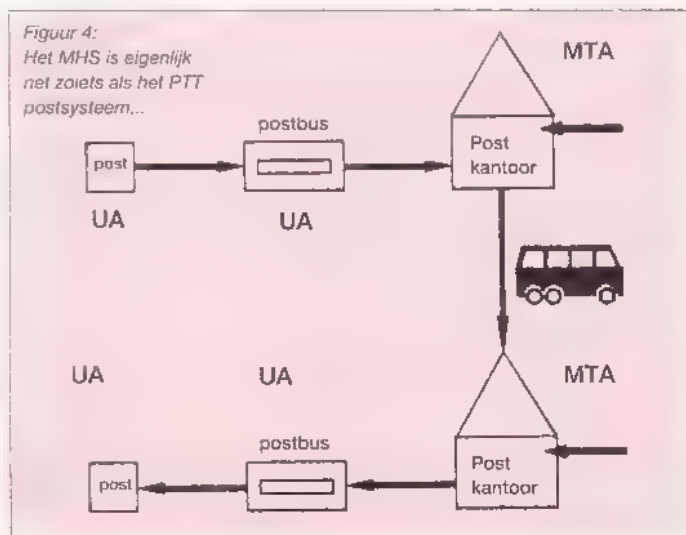 Figuur 4:
Het MHS is eigenlijk
net zoiets als het PTT
postsysteem...
MTA
postbus
Post
kantoor
post
UA
UA
UA
UA
MTA
postbus
Post
kantoor
post